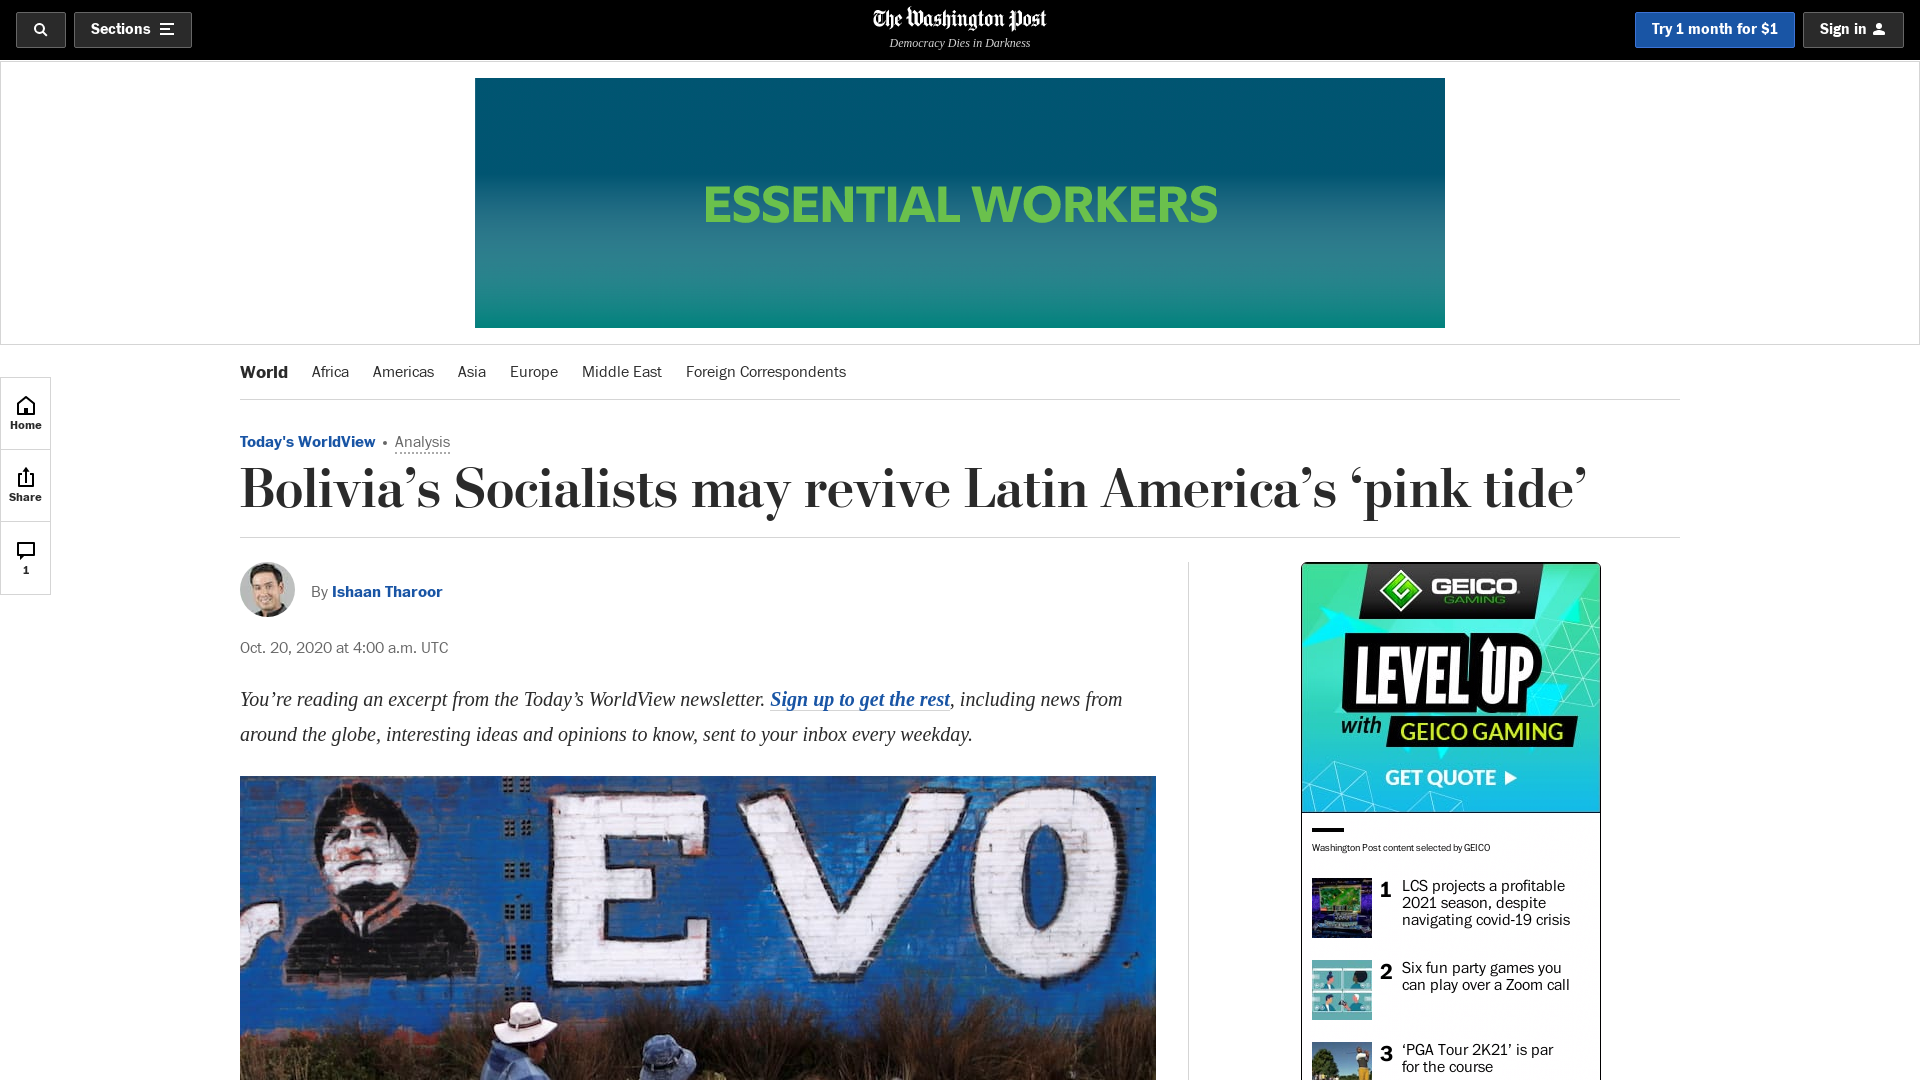 Sections
The Washington Post
Democracy Dies in Darkness
Try 1 month for $1
Sign in
ESSENTIAL WORKERS
World
Africa
Americas
Asia
Europe
Middle East
Foreign Correspondents
Home
Share
1
Today's WorldView • Analysis
Bolivia’s Socialists may revive Latin America’s ‘pink tide’
By Ishaan Tharoor
Oct. 20, 2020 at 4:00 a.m. UTC
You’re reading an excerpt from the Today’s WorldView newsletter. Sign up to get the rest, including news from
around the globe, interesting ideas and opinions to know, sent to your inbox every weekday.
EVO
GEICO
GAMING
LEVEL UP
with GEICO GAMING
GET QUOTE
Washington Post content selected by GEICO
1 LCS projects a profitable
2021 season, despite
navigating covid-19 crisis
2 Six fun party games you
can play over a Zoom call
3 ‘PGA Tour 2K21’ is par
for the course